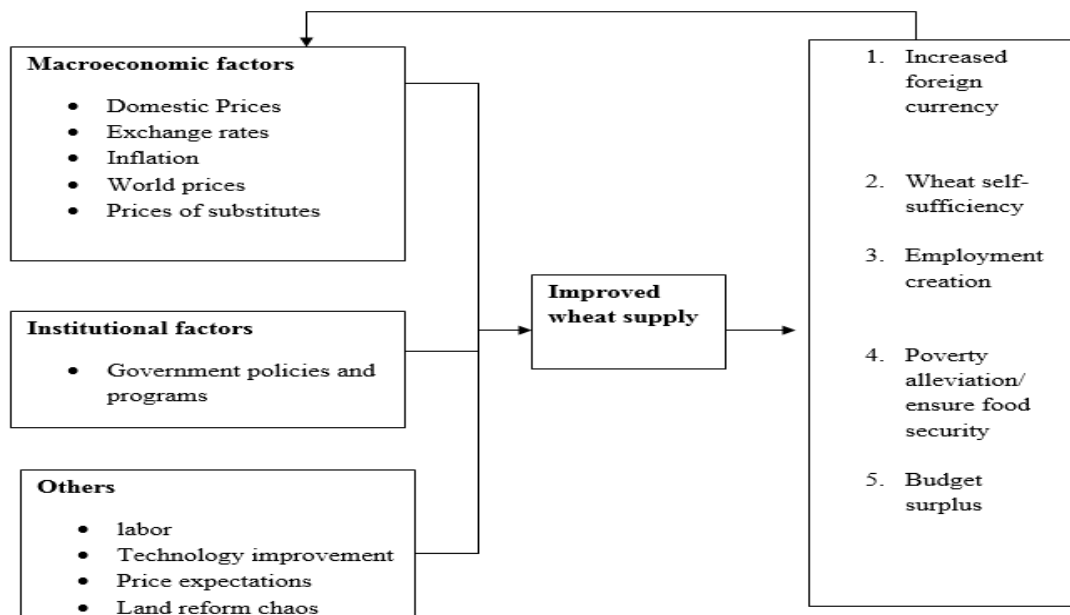 Macroeconomic factors
• Domestic Prices
• Exchange rates
• Inflation
• World prices
• Prices of substitutes
Institutional factors
• Government policies and
programs
Others
• labor
• Technology improvement
• Price expectations
• Land reform chaos
Improved
wheat supply
1. Increased
foreign
currency
2. Wheat self-
sufficiency
3. Employment
creation
4. Poverty
alleviation/
ensure food
security
5. Budget
surplus